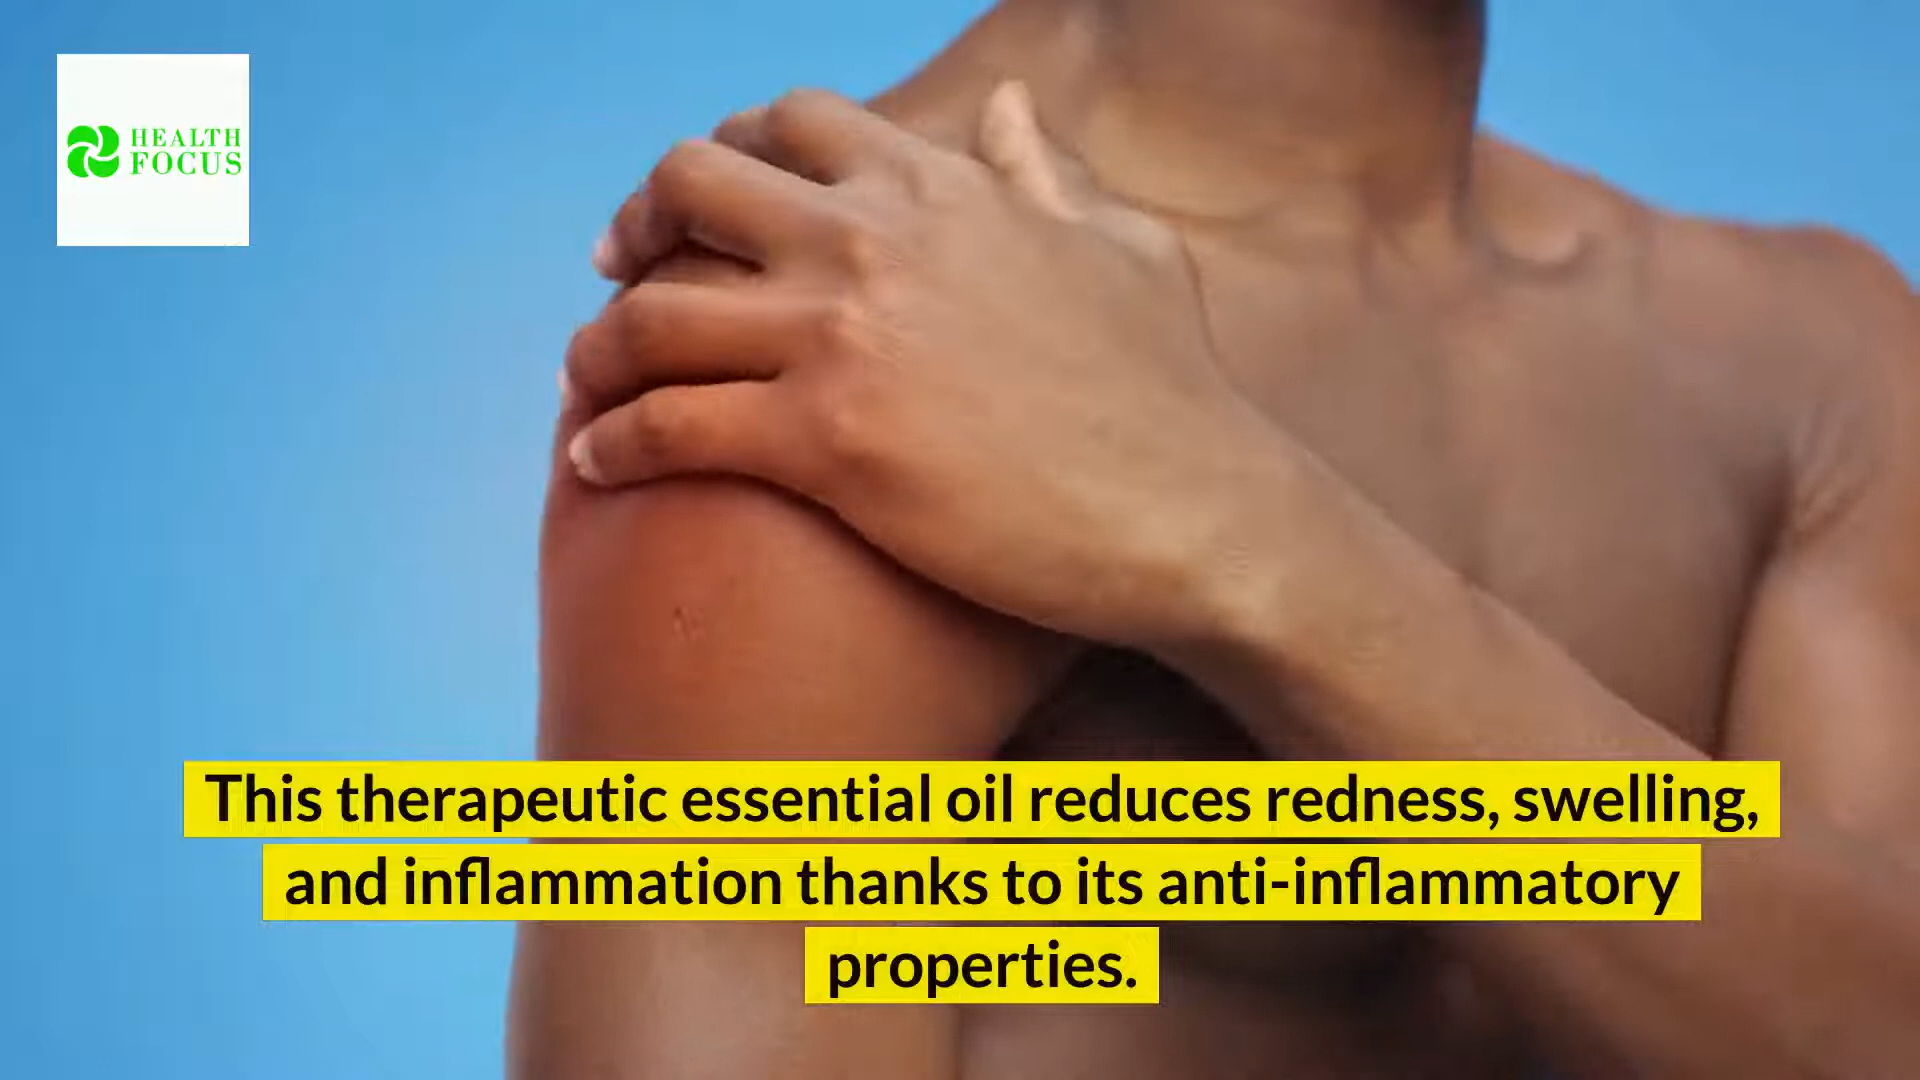 HEALTH
FOCUS
This therapeutic essential oil reduces redness, swelling,
and inflammation thanks to its anti-inflammatory
properties.